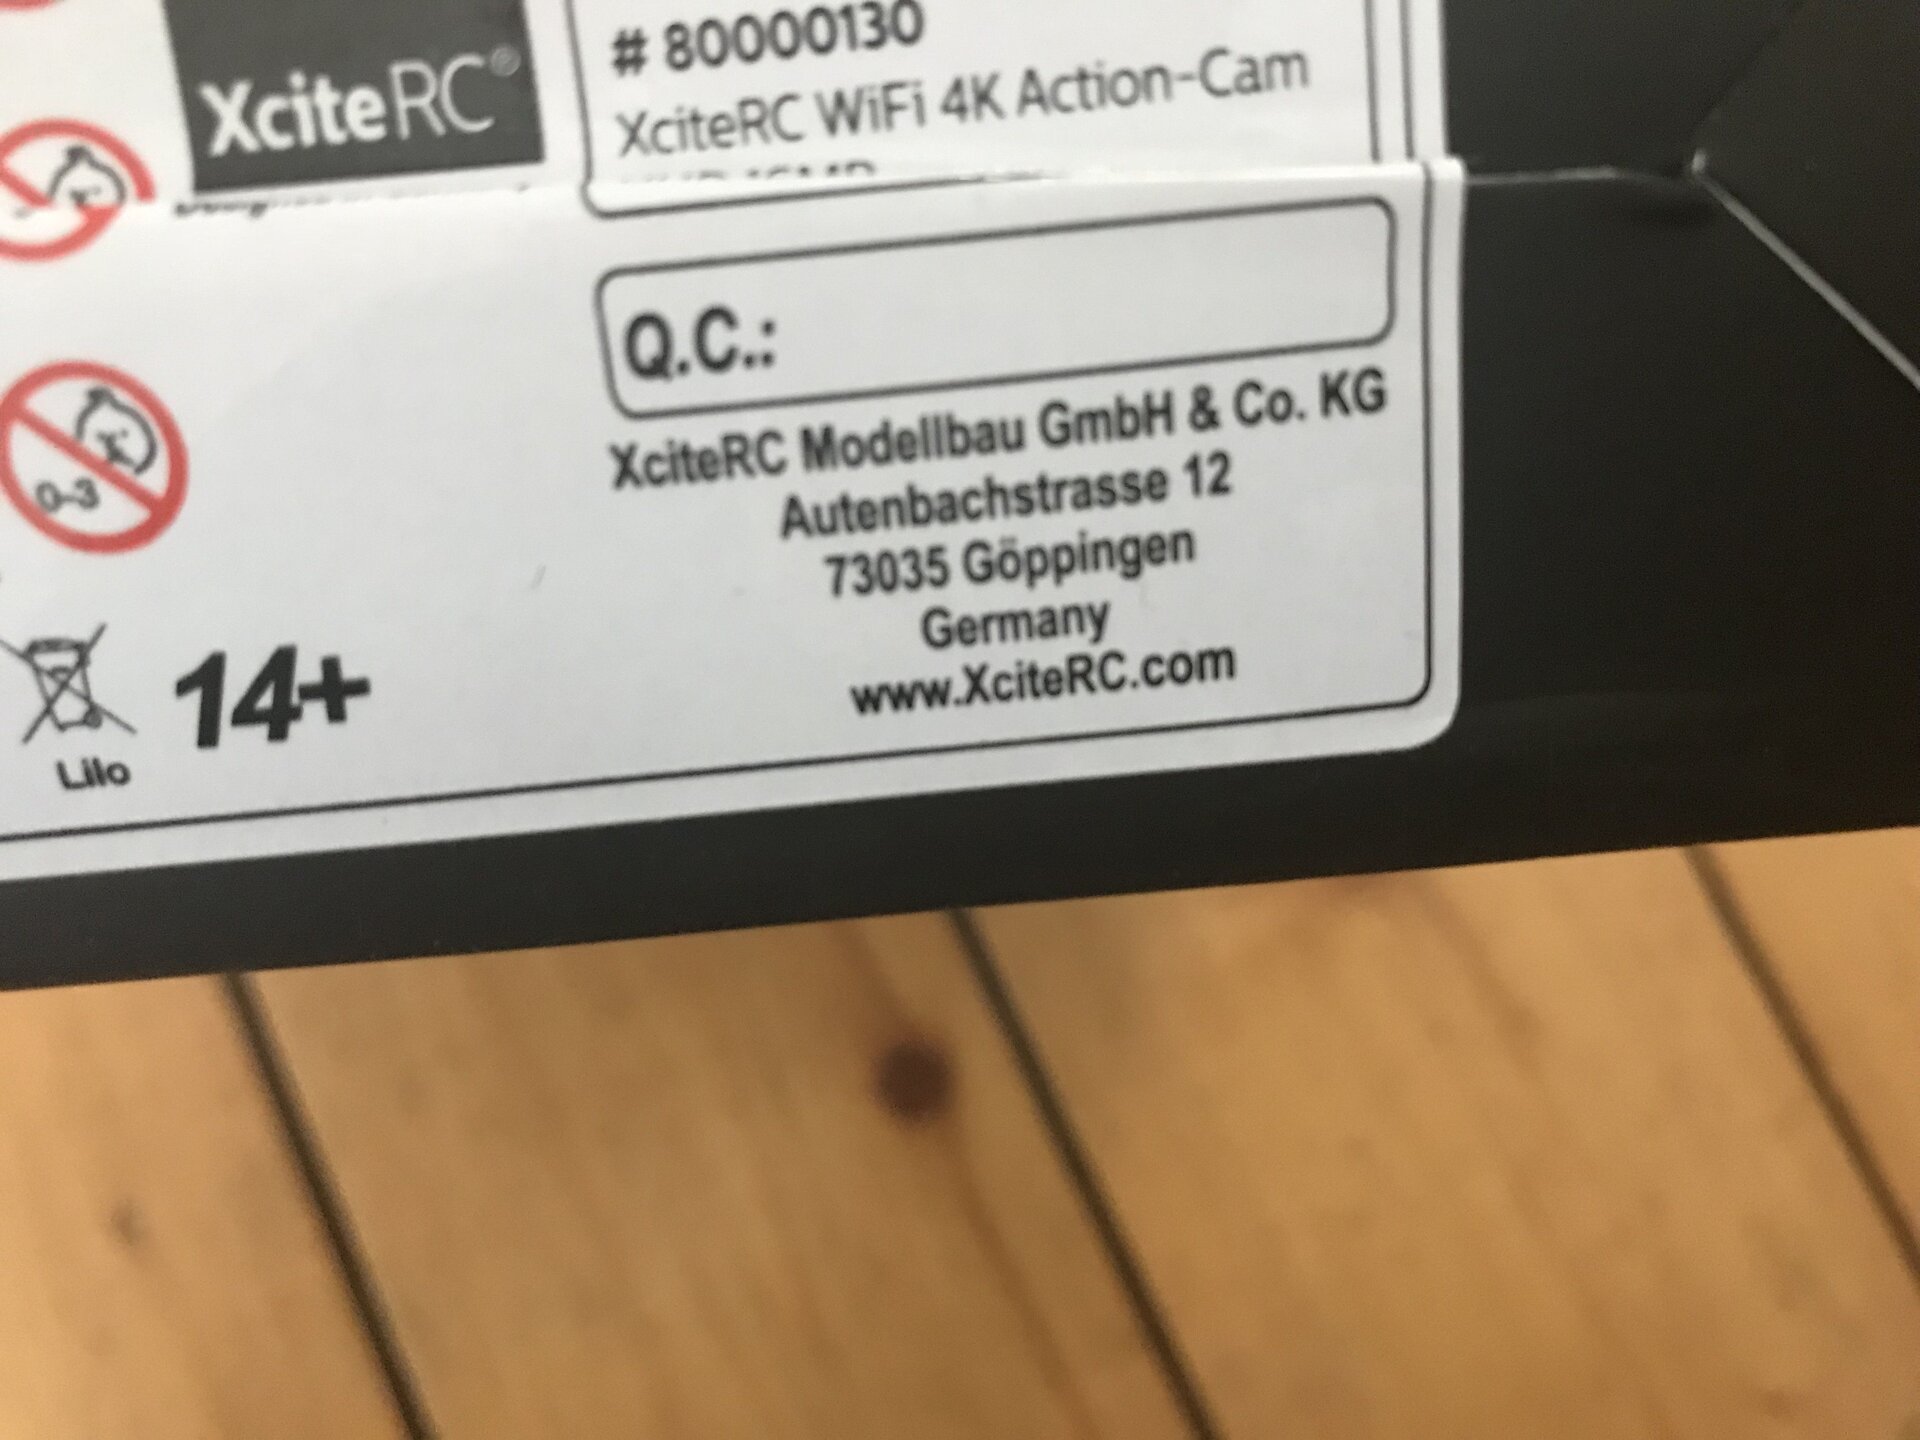 XciteRC®
# 80000130
XciteRC WiFi 4K Action-Cam
Q.C.:
XciteRC Modellbau GmbH & Co. KG
Autenbachstrasse 12
73035 Göppingen
Germany
www.XciteRC.com
0-3
14+
Lilo